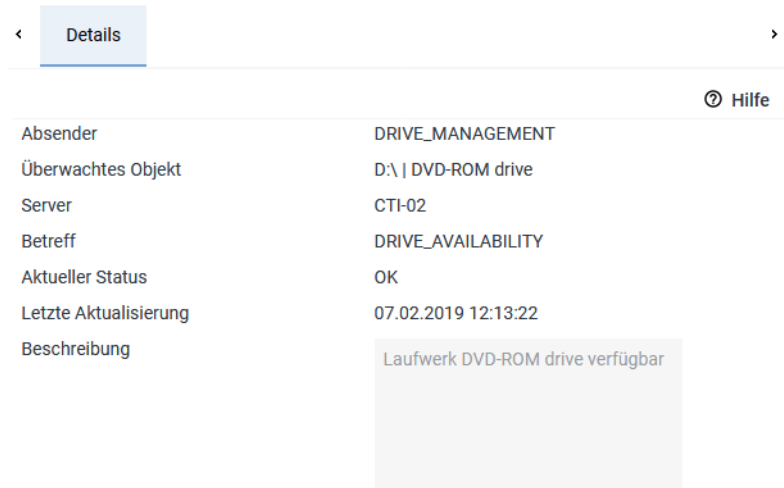 Details
Hilfe
Absender DRIVE_MANAGEMENT
Überwachtes Objekt D:\ | DVD-ROM drive
Server CTI-02
Betreff DRIVE_AVAILABILITY
Aktueller Status OK
Letzte Aktualisierung 07.02.2019 12:13:22
Beschreibung Laufwerk DVD-ROM drive verfügbar